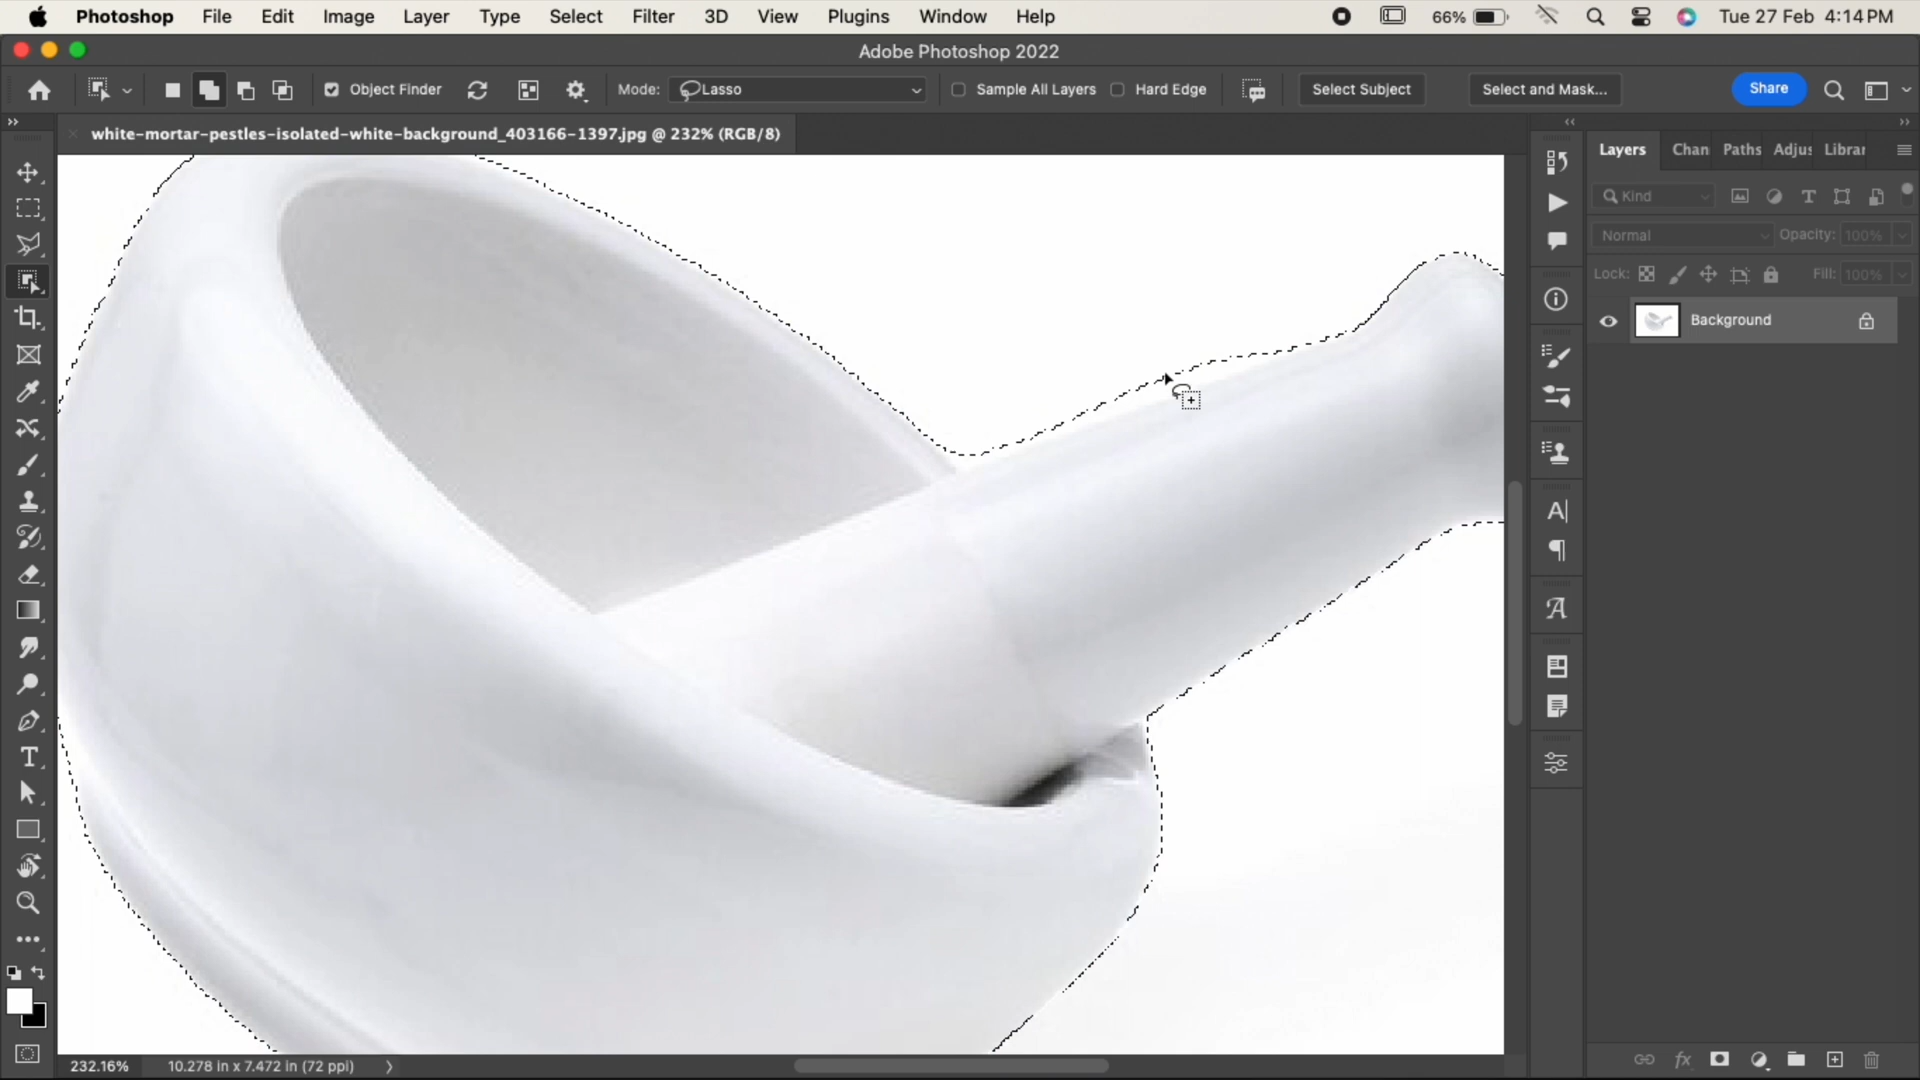 Photoshop File Edit Image Layer Type Select Filter 3D View Plugins Window Help 66% Tue 27 Feb 4:14 PM
Adobe Photoshop 2022
Object Finder Mode: Lasso Sample All Layers Hard Edge Select Subject Select and Mask... Share
white-mortar-pestles-isolated-white-background_403166-1397.jpg @ 232% (RGB/8)
Layers Chan Paths Adjus Librar
Kind
Normal Opacity: 100%
Lock: Fill: 100%
Background
232.16% 10.278 in x 7.472 in (72 ppi)